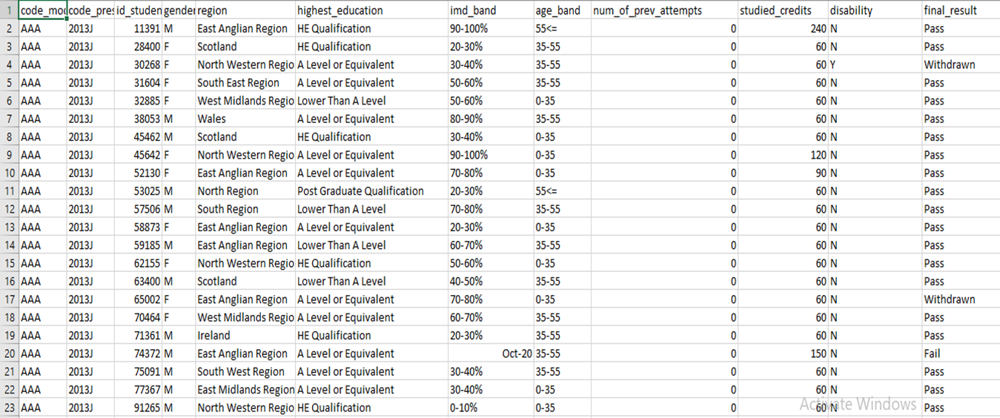 1 code_mod code_pres id_studen gender region highest_education imd_band age_band num_of_prev_attempts studied_credits disability final_result
2 AAA 2013J 11391 M East Anglian Region HE Qualification 90-100% 55<= 0 240 N Pass
3 AAA 2013J 28400 F Scotland HE Qualification 20-30% 35-55 0 60 N Pass
4 AAA 2013J 30268 F North Western Regio A Level or Equivalent 30-40% 35-55 0 60 Y Withdrawn
5 AAA 2013J 31604 F South East Region A Level or Equivalent 50-60% 35-55 0 60 N Pass
6 AAA 2013J 32885 F West Midlands Regio Lower Than A Level 50-60% 0-35 0 60 N Pass
7 AAA 2013J 38053 M Wales A Level or Equivalent 80-90% 35-55 0 60 N Pass
8 AAA 2013J 45462 M Scotland HE Qualification 30-40% 0-35 0 60 N Pass
9 AAA 2013J 45642 F North Western Regio A Level or Equivalent 90-100% 0-35 0 120 N Pass
10 AAA 2013J 52130 F East Anglian Region A Level or Equivalent 70-80% 0-35 0 90 N Pass
11 AAA 2013J 53025 M North Region Post Graduate Qualification 20-30% 55<= 0 60 N Pass
12 AAA 2013J 57506 M South Region Lower Than A Level 70-80% 35-55 0 60 N Pass
13 AAA 2013J 58873 F East Anglian Region A Level or Equivalent 20-30% 0-35 0 60 N Pass
14 AAA 2013J 59185 M East Anglian Region Lower Than A Level 60-70% 35-55 0 60 N Pass
15 AAA 2013J 62155 F North Western Regio HE Qualification 50-60% 0-35 0 60 N Pass
16 AAA 2013J 63400 M Scotland Lower Than A Level 40-50% 35-55 0 60 N Pass
17 AAA 2013J 65002 F East Anglian Region A Level or Equivalent 70-80% 0-35 0 60 N Withdrawn
18 AAA 2013J 70464 F West Midlands Regio A Level or Equivalent 60-70% 35-55 0 60 N Pass
19 AAA 2013J 71361 M Ireland HE Qualification 20-30% 35-55 0 60 N Pass
20 AAA 2013J 74372 M East Anglian Region A Level or Equivalent Oct-20 35-55 0 150 N Fail
21 AAA 2013J 75091 M South West Region A Level or Equivalent 30-40% 35-55 0 60 N Pass
22 AAA 2013J 77367 M East Midlands Region A Level or Equivalent 30-40% 0-35 0 60 N Pass
23 AAA 2013J 91265 M North Western Regio HE Qualification 0-10% 0-35 0 60 N Pass
Activate Windows